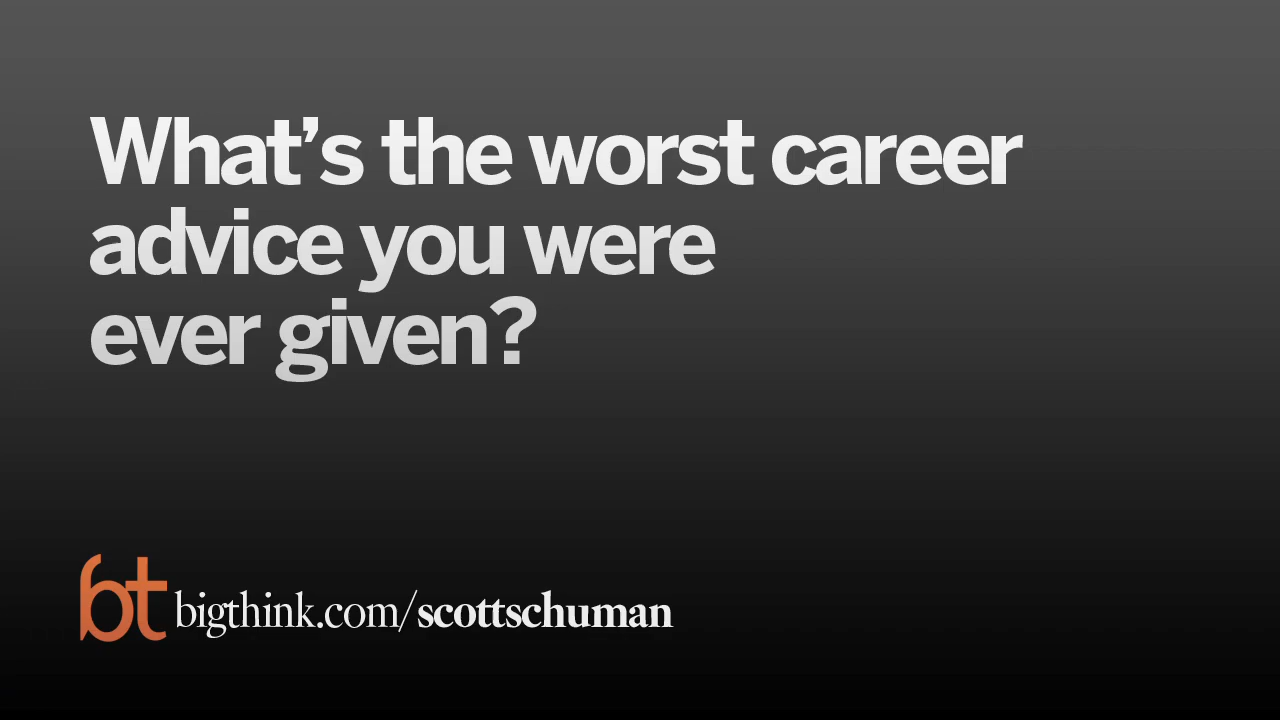 What's the worst career
advice you were
ever given?
bt bigthink.com/scottschuman